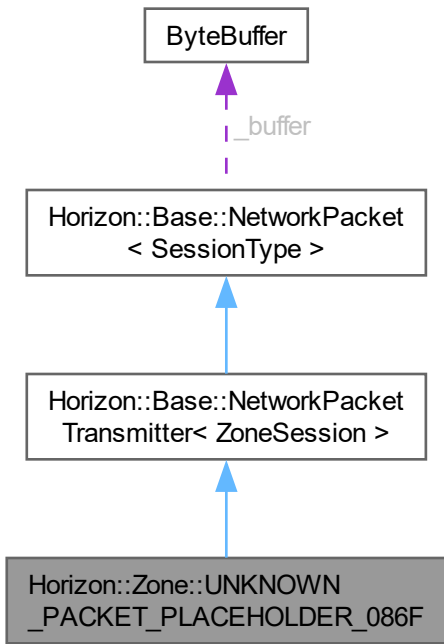 ByteBuffer
_buffer
Horizon::Base::NetworkPacket
< SessionType >
Horizon::Base::NetworkPacket
Transmitter< ZoneSession >
Horizon::Zone::UNKNOWN
_PACKET_PLACEHOLDER_086F